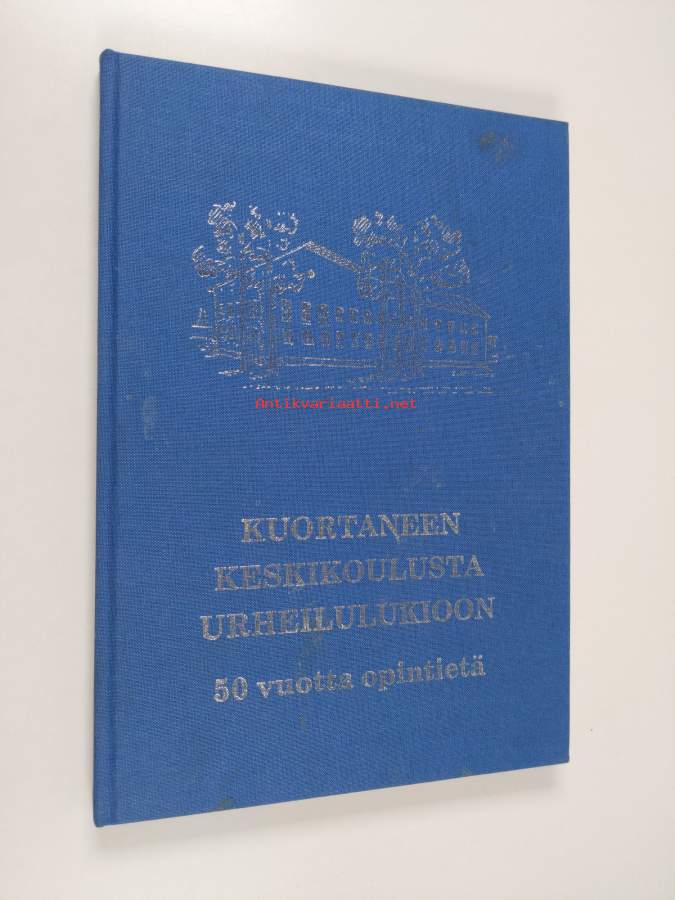 Antikvariaatti.net
KUORTANEEN
KESKIKOULUSTA
URHEILULUKIOON
50 vuotta opintietä